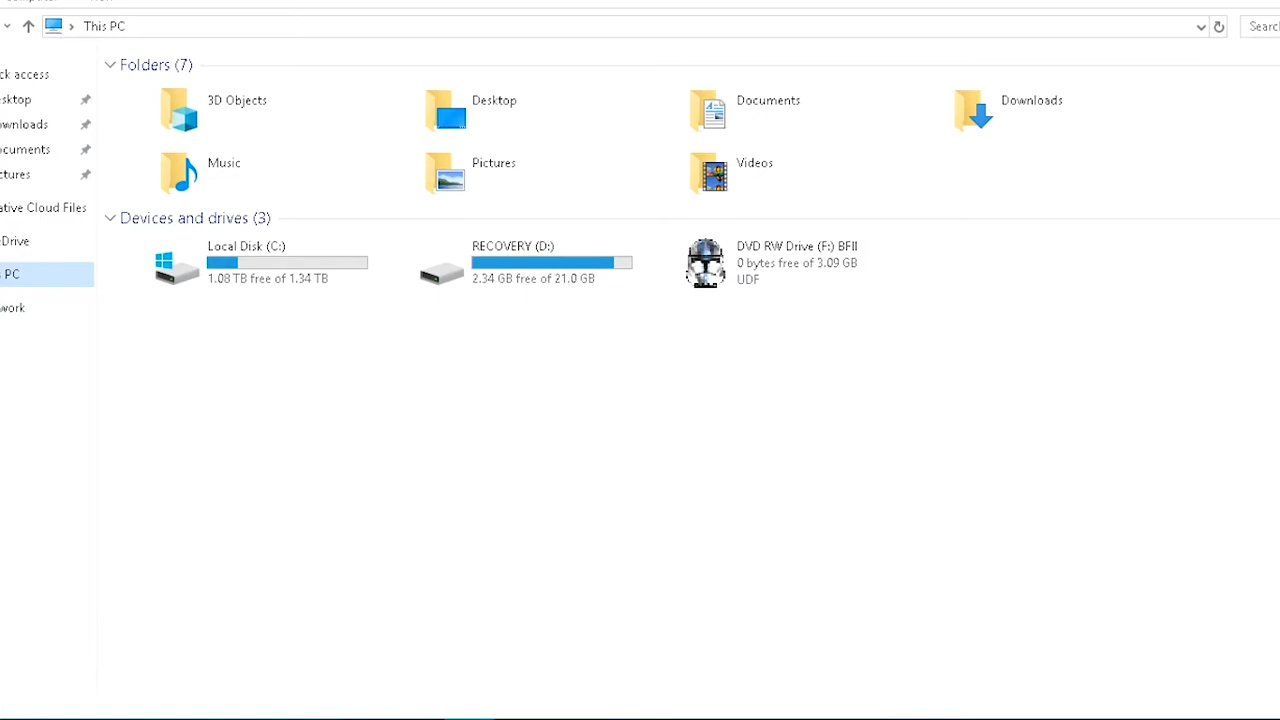 This PC
Searc
ck access
sktop
wnloads
cuments
ctures
ative Cloud Files
Drive
PC
work
Folders (7)
3D Objects
Desktop
Documents
Downloads
Music
Pictures
Videos
Devices and drives (3)
Local Disk (C:)
1.08 TB free of 1.34 TB
RECOVERY (D:)
2.34 GB free of 21.0 GB
DVD RW Drive (F:) BFII
0 bytes free of 3.09 GB
UDF